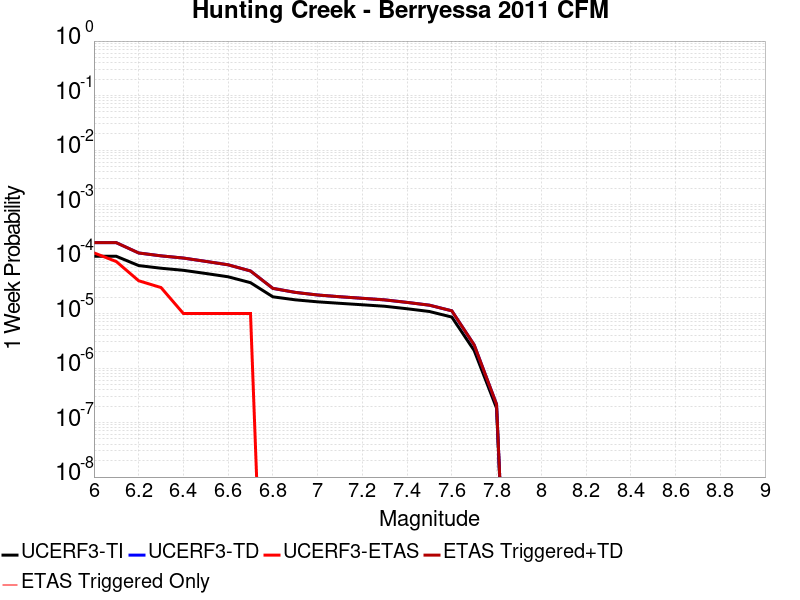 Hunting Creek - Berryessa 2011 CFM
10^0
10^-1
10^-2
10^-3
10^-4
10^-5
10^-6
10^-7
10^-8
1 Week Probability
6 6.2 6.4 6.6 6.8 7 7.2 7.4 7.6 7.8 8 8.2 8.4 8.6 8.8 9
Magnitude
UCERF3-TI UCERF3-TD UCERF3-ETAS ETAS Triggered+TD
ETAS Triggered Only